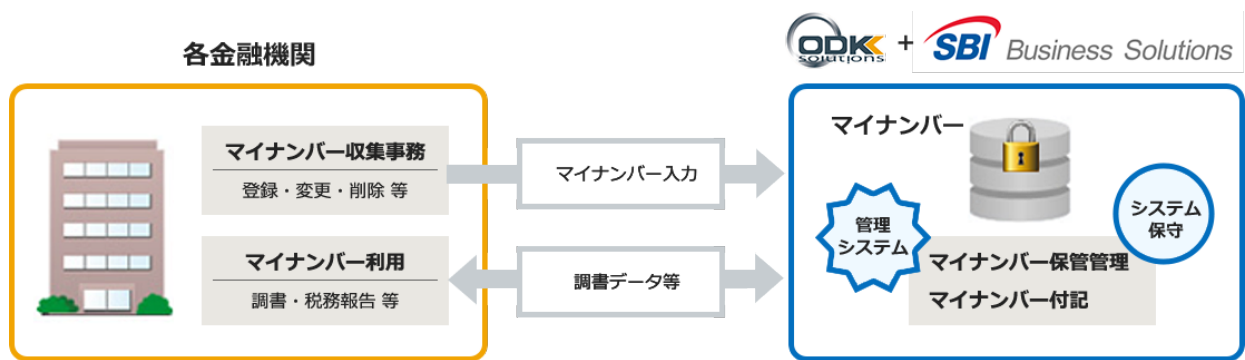 各金融機関
マイナンバー収集事務
登録・変更・削除 等
マイナンバー利用
調書・税務報告 等
マイナンバー入力
調書データ等
ODK solutions + SBI Business Solutions
マイナンバー
管理
システム
システム
保守
マイナンバー保管管理
マイナンバー付記